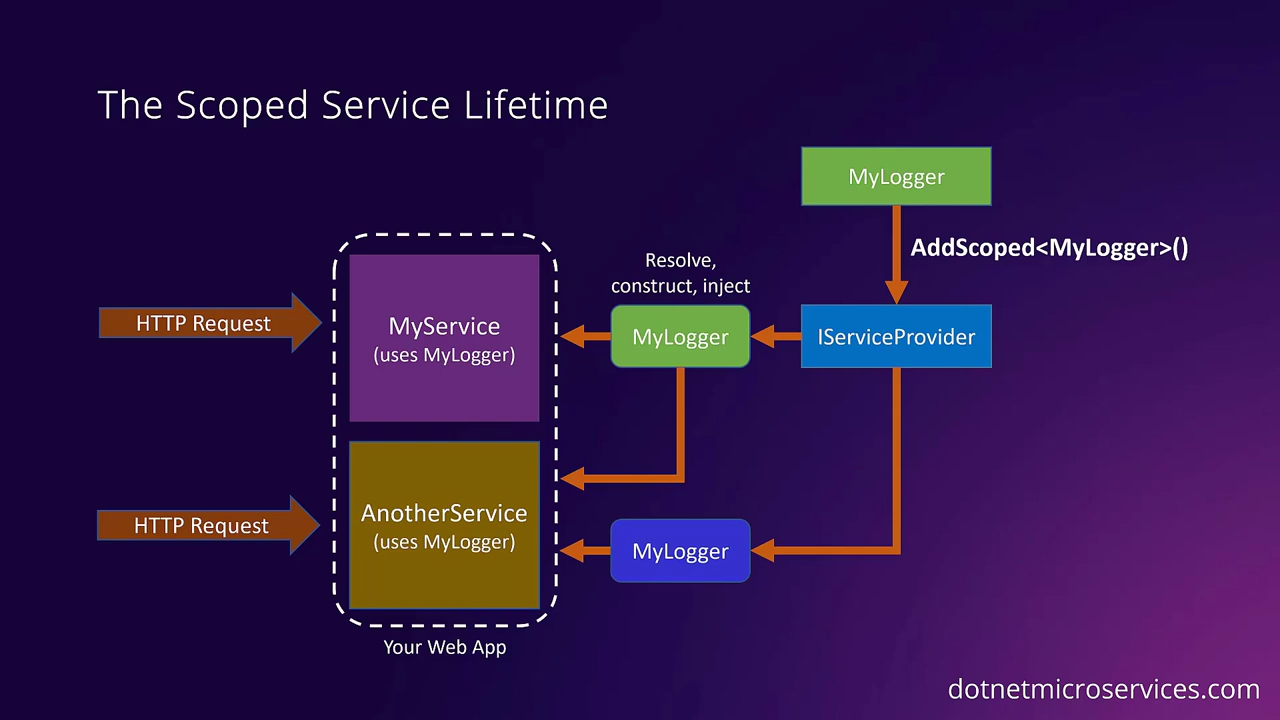 The Scoped Service Lifetime
MyLogger
AddScoped<MyLogger>()
Resolve,
construct, inject
HTTP Request
MyService
(uses MyLogger)
MyLogger
IServiceProvider
HTTP Request
AnotherService
(uses MyLogger)
MyLogger
Your Web App
dotnetmicroservices.com